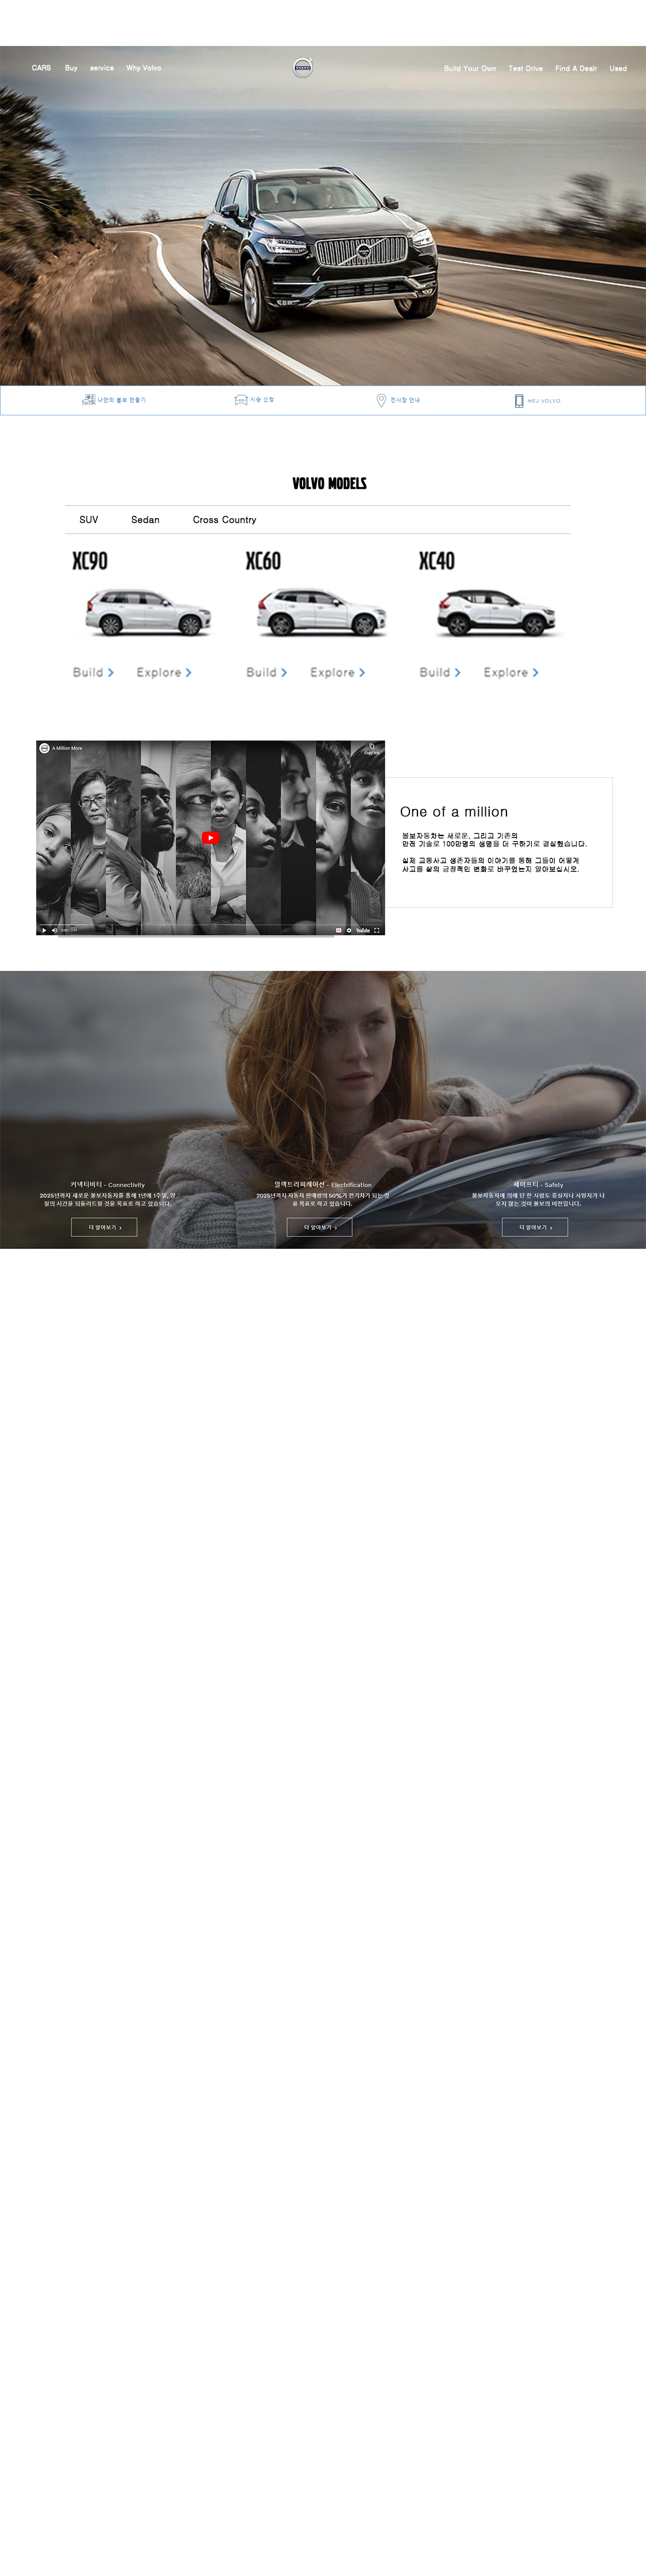 CARS Buy service Why Volvo
VOLVO
Build Your Own Test Drive Find A Dealr Used
나만의 볼보 만들기 시승 신청 전시장 안내 HEJ VOLVO
VOLVO MODELS
SUV Sedan Cross Country
XC90 XC60 XC40
Build Explore Build Explore Build Explore
A Million More
One of a million
볼보자동차는 새로운, 그리고 기존의
안전 기술로 100만명의 생명을 더 구하기로 결실했습니다.
실제 교통사고 생존자들의 이야기를 통해 그들이 어떻게
사고를 삶의 긍정적인 변화로 바꾸었는지 알아보십시오.
YouTube
커넥티비티 - Connectivity
2025년까지 새로운 볼보자동차를 통해 1년에 1주일, 양
질의 시간을 되돌려드릴 것을 목표로 하고 있습니다.
더 알아보기
일렉트리피케이션 - Electrification
2025년까지 자동차 판매량의 50%가 전기차가 되는 것
을 목표로 하고 있습니다.
더 알아보기
세이프티 - Safety
볼보자동차에 의해 단 한 사람도 중상자나 사망자가 나
오지 않는 것이 볼보의 비전입니다.
더 알아보기